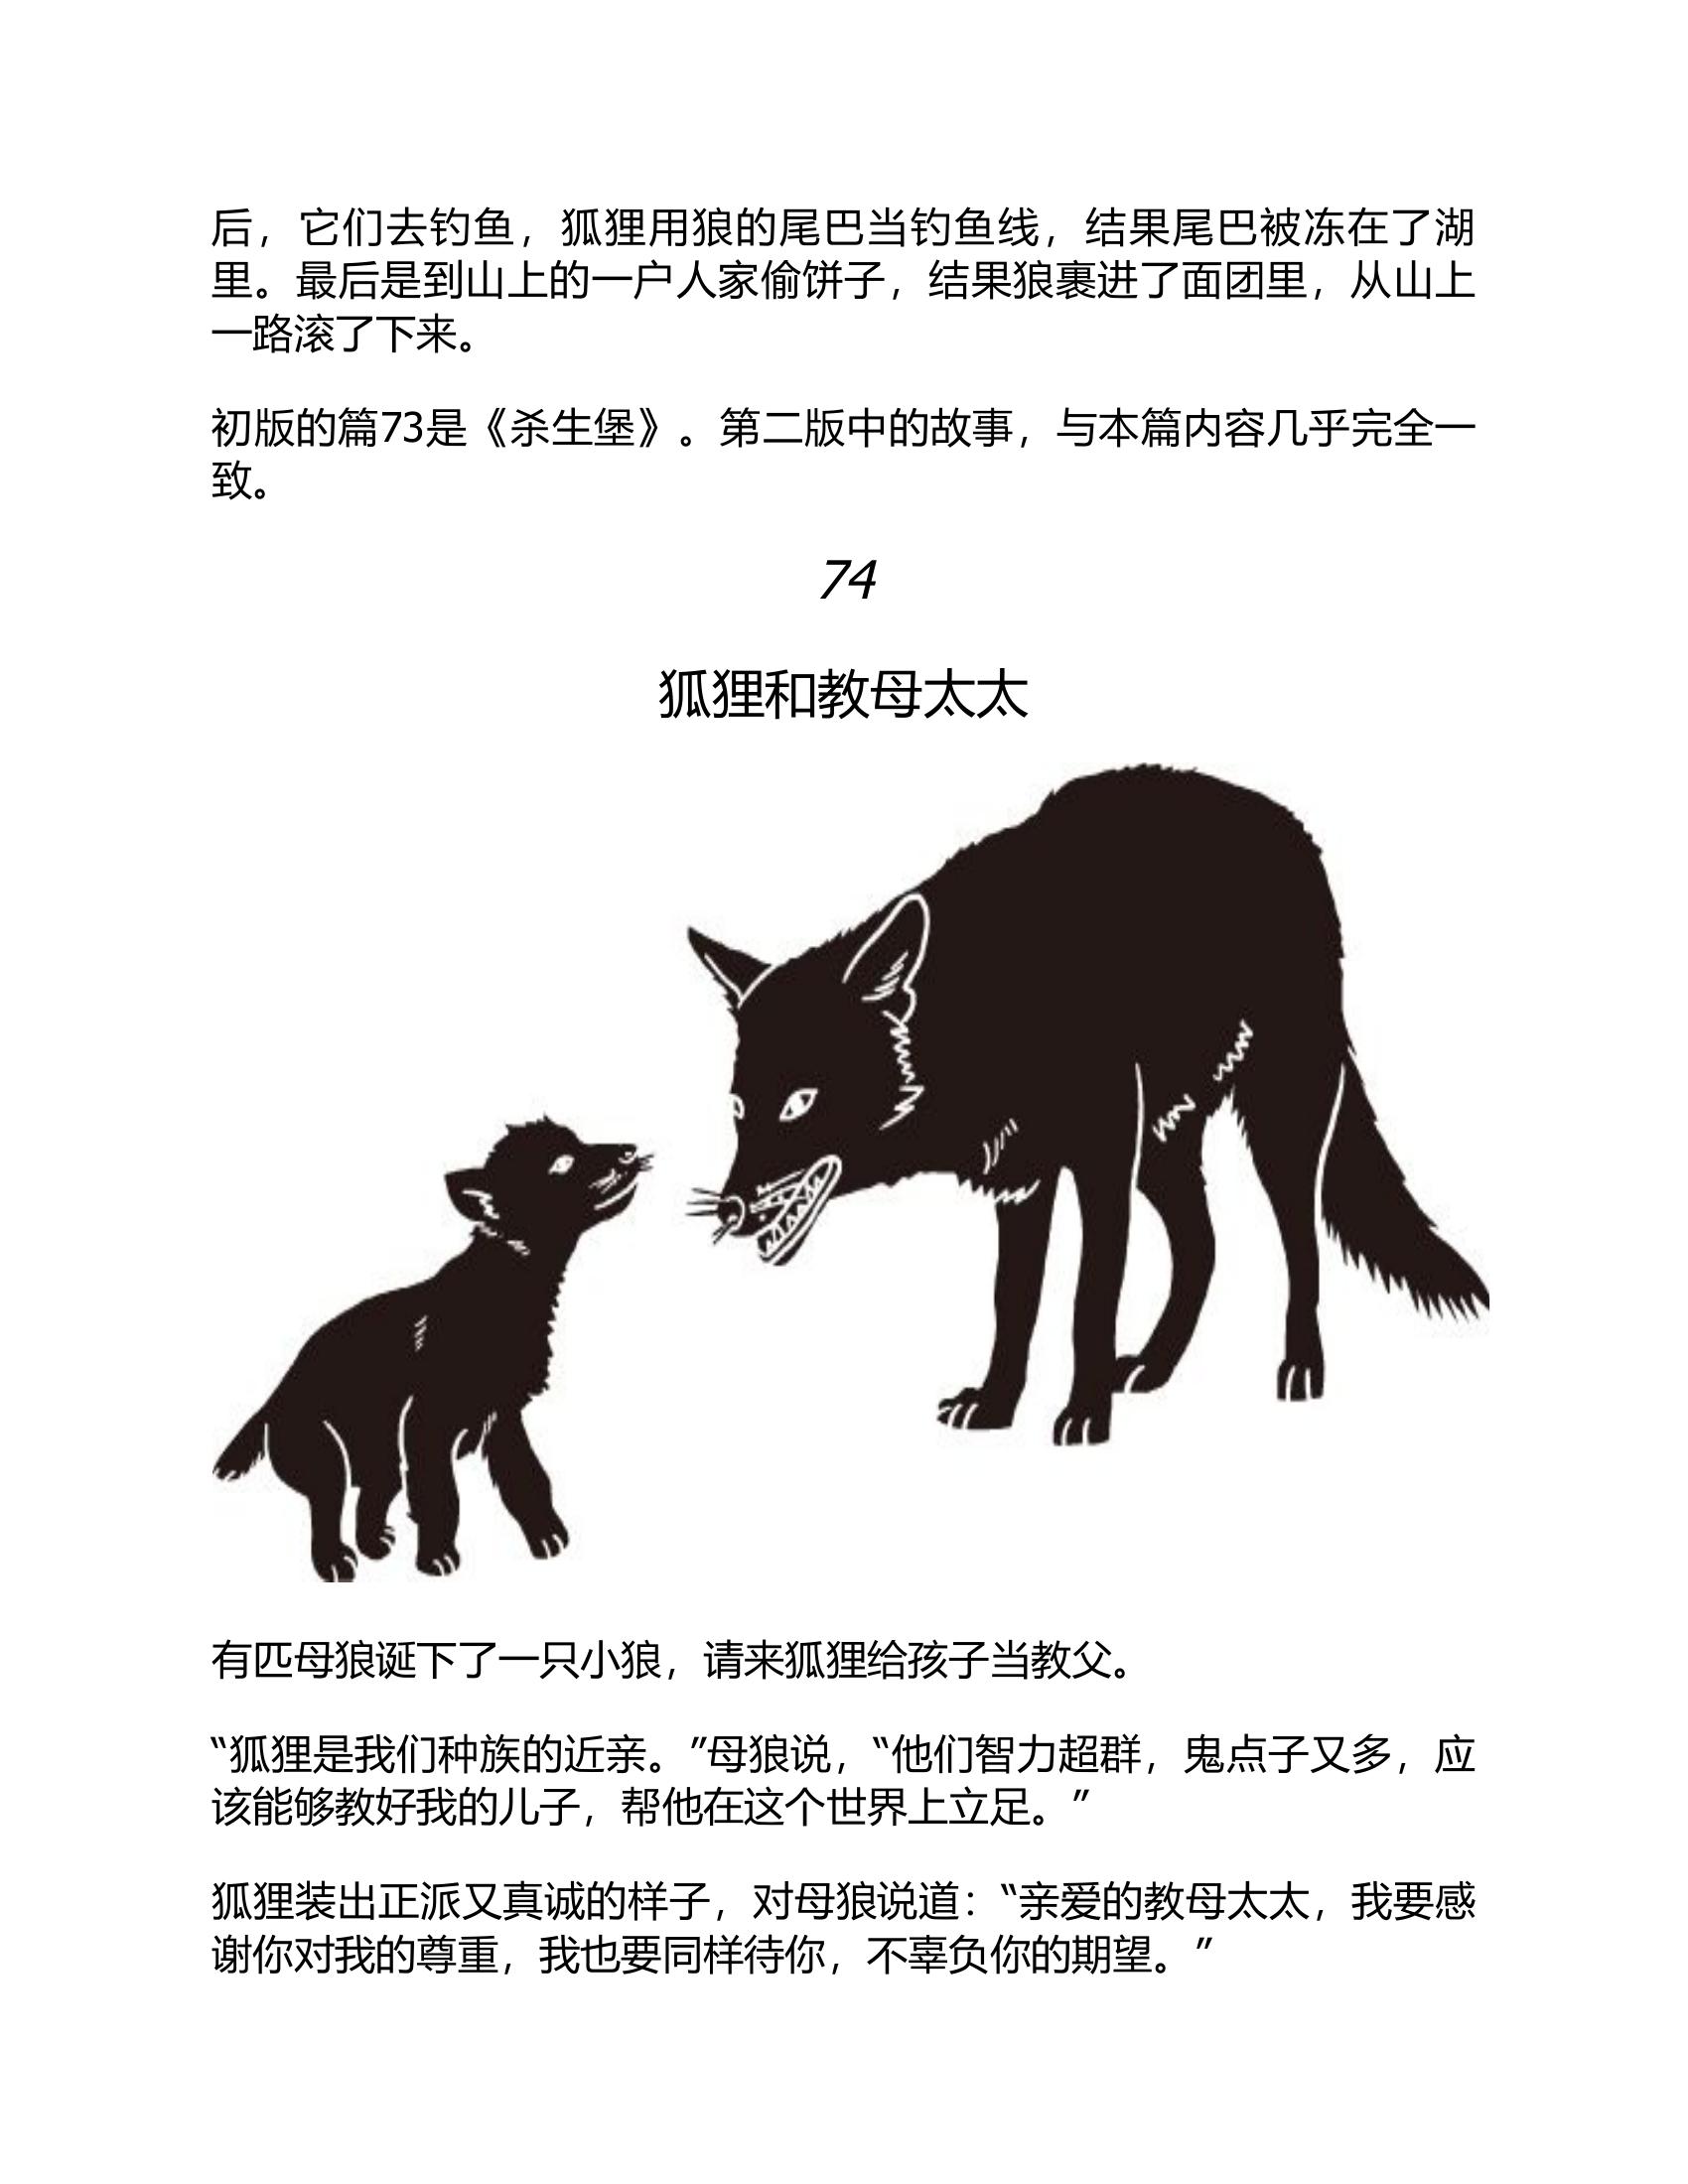 后，它们去钓鱼，狐狸用狼的尾巴当钓鱼线，结果尾巴被冻在了湖
里。最后是到山上的一户人家偷饼子，结果狼裹进了面团里，从山上
一路滚了下来。
初版的篇73是《杀生堡》。第二版中的故事，与本篇内容几乎完全一
致。
74
狐狸和教母太太
有匹母狼诞下了一只小狼，请来狐狸给孩子当教父。
“狐狸是我们种族的近亲。”母狼说，“他们智力超群，鬼点子又多，应
该能够教好我的儿子，帮他在这个世界上立足。”
狐狸装出正派又真诚的样子，对母狼说道：“亲爱的教母太太，我要感
谢你对我的尊重，我也要同样待你，不辜负你的期望。”